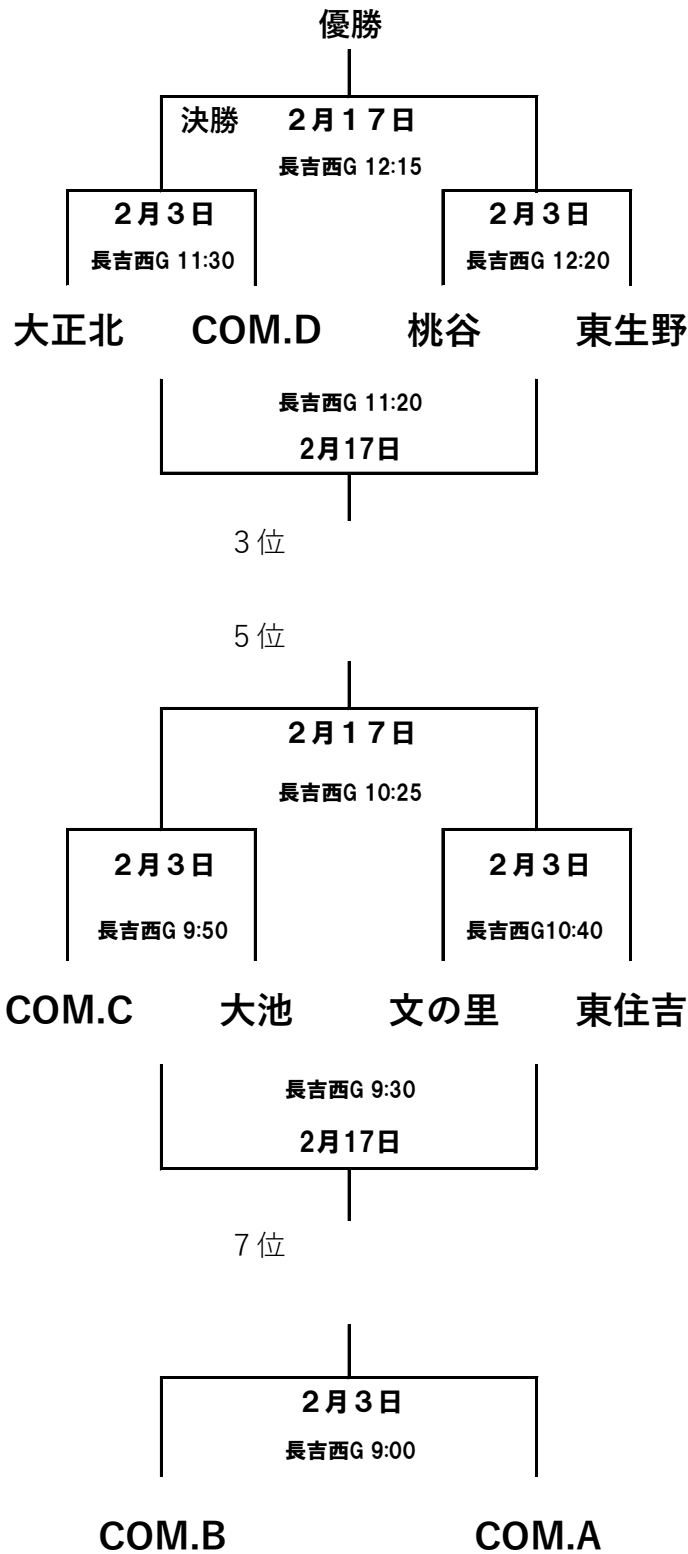 優勝
決勝 ２月１７日
長吉西G 12:15
２月３日 ２月３日
長吉西G 11:30 長吉西G 12:20
大正北 COM.D 桃谷 東生野
長吉西G 11:20
2月17日
３位
５位
２月１７日
長吉西G 10:25
２月３日 ２月３日
長吉西G 9:50 長吉西G10:40
COM.C 大池 文の里 東住吉
長吉西G 9:30
2月17日
７位
２月３日
長吉西G 9:00
COM.B COM.A